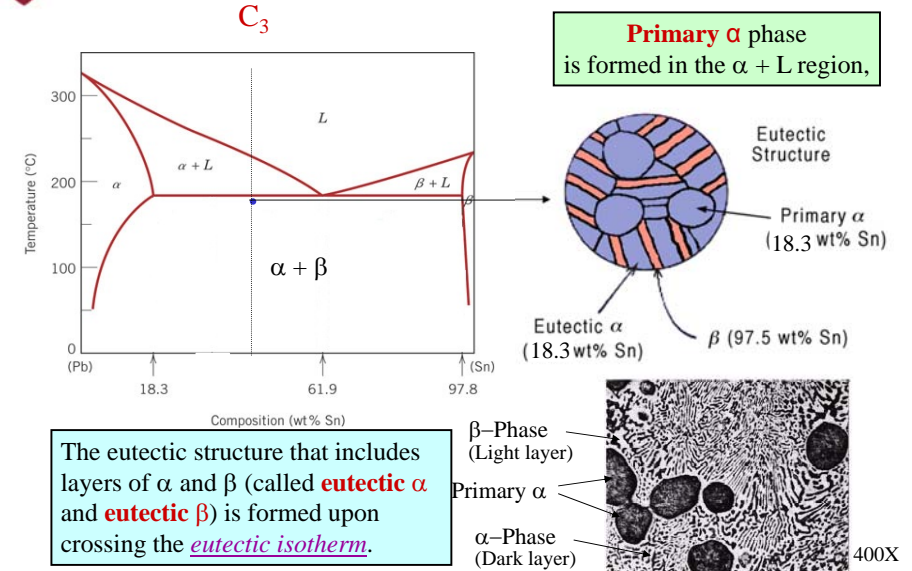 C3
Primary α phase
is formed in the α + L region,
300
200
100
0
Temperature (°C)
L
α + L
α
β + L
β
α + β
(Pb)
(Sn)
18.3
61.9
97.8
Composition (wt% Sn)
Eutectic
Structure
Primary α
(18.3 wt% Sn)
Eutectic α
(18.3 wt% Sn)
β (97.5 wt% Sn)
The eutectic structure that includes
layers of α and β (called eutectic α
and eutectic β) is formed upon
crossing the eutectic isotherm.
β–Phase
(Light layer)
Primary α
α–Phase
(Dark layer)
400X